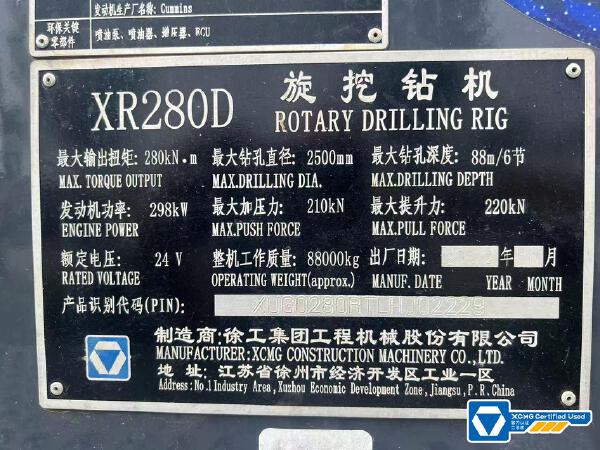 发动机生产厂名称: Cummins
环保关键零部件 喷油泵、喷油器、增压器、ECU
XR280D 旋挖钻机
ROTARY DRILLING RIG
最大输出扭矩: 280kN·m 最大钻孔直径: 2500mm 最大钻孔深度: 88m/6节
MAX. TORQUE OUTPUT MAX.DRILLING DIA. MAX.DRILLING DEPTH
发动机功率: 298kW 最大加压力: 210kN 最大提升力: 220kN
ENGINE POWER MAX.PUSH FORCE MAX.PULL FORCE
额定电压: 24 V 整机工作质量: 88000kg 出厂日期: 年 月
RATED VOLTAGE OPERATING WEIGHT(approx.) MANUF. DATE YEAR MONTH
产品识别代码(PIN): XUG0280RTLHJ02229
制造商:徐工集团工程机械股份有限公司
MANUFACTURER:XCMG CONSTRUCTION MACHINERY CO.,LTD.
地 址: 江苏省徐州市经济开发区工业一区
Address:No.1 Industry Area, Xuzhou Economic Development Zone, Jiangsu, P.R.China
XCMG Certified Used
官方认证
二手机